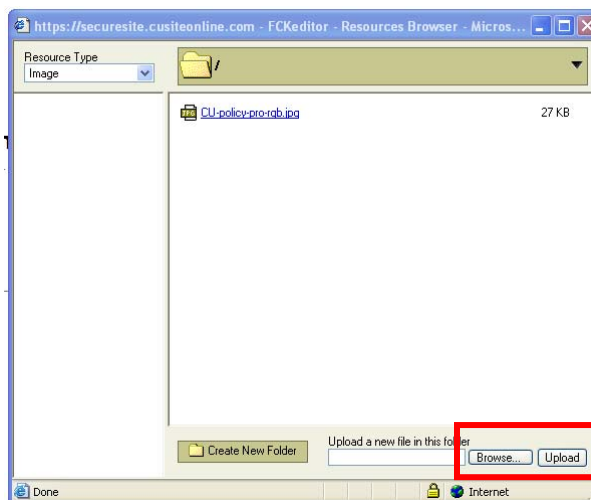 https://securesite.cusiteonline.com - FCKeditor - Resources Browser - Micros...
Resource Type
Image
/
CU-policy-pro-rgb.jpg 27 KB
Create New Folder
Upload a new file in this folder
Browse... Upload
Done Internet